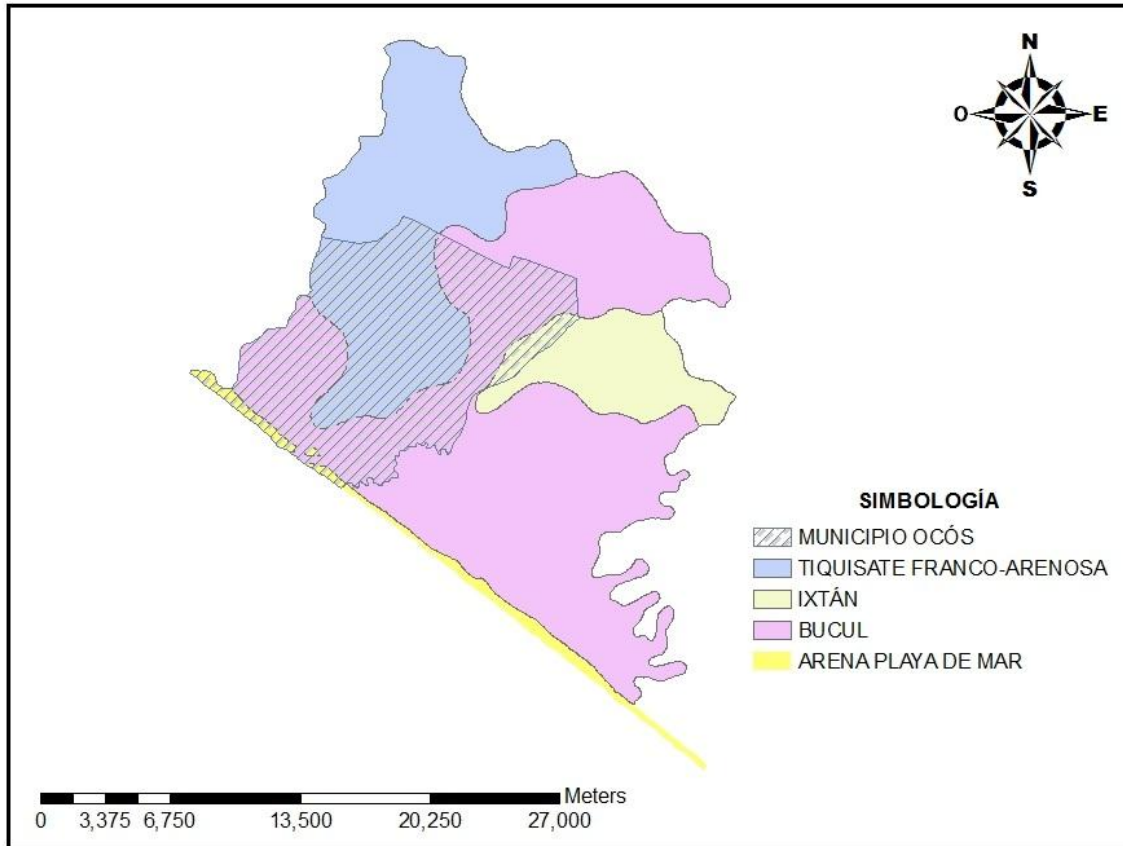 N
O E
S
SIMBOLOGÍA
MUNICIPIO OCÓS
TIQUISATE FRANCO-ARENOSA
IXTÁN
BUCUL
ARENA PLAYA DE MAR
Meters
0 3,375 6,750 13,500 20,250 27,000